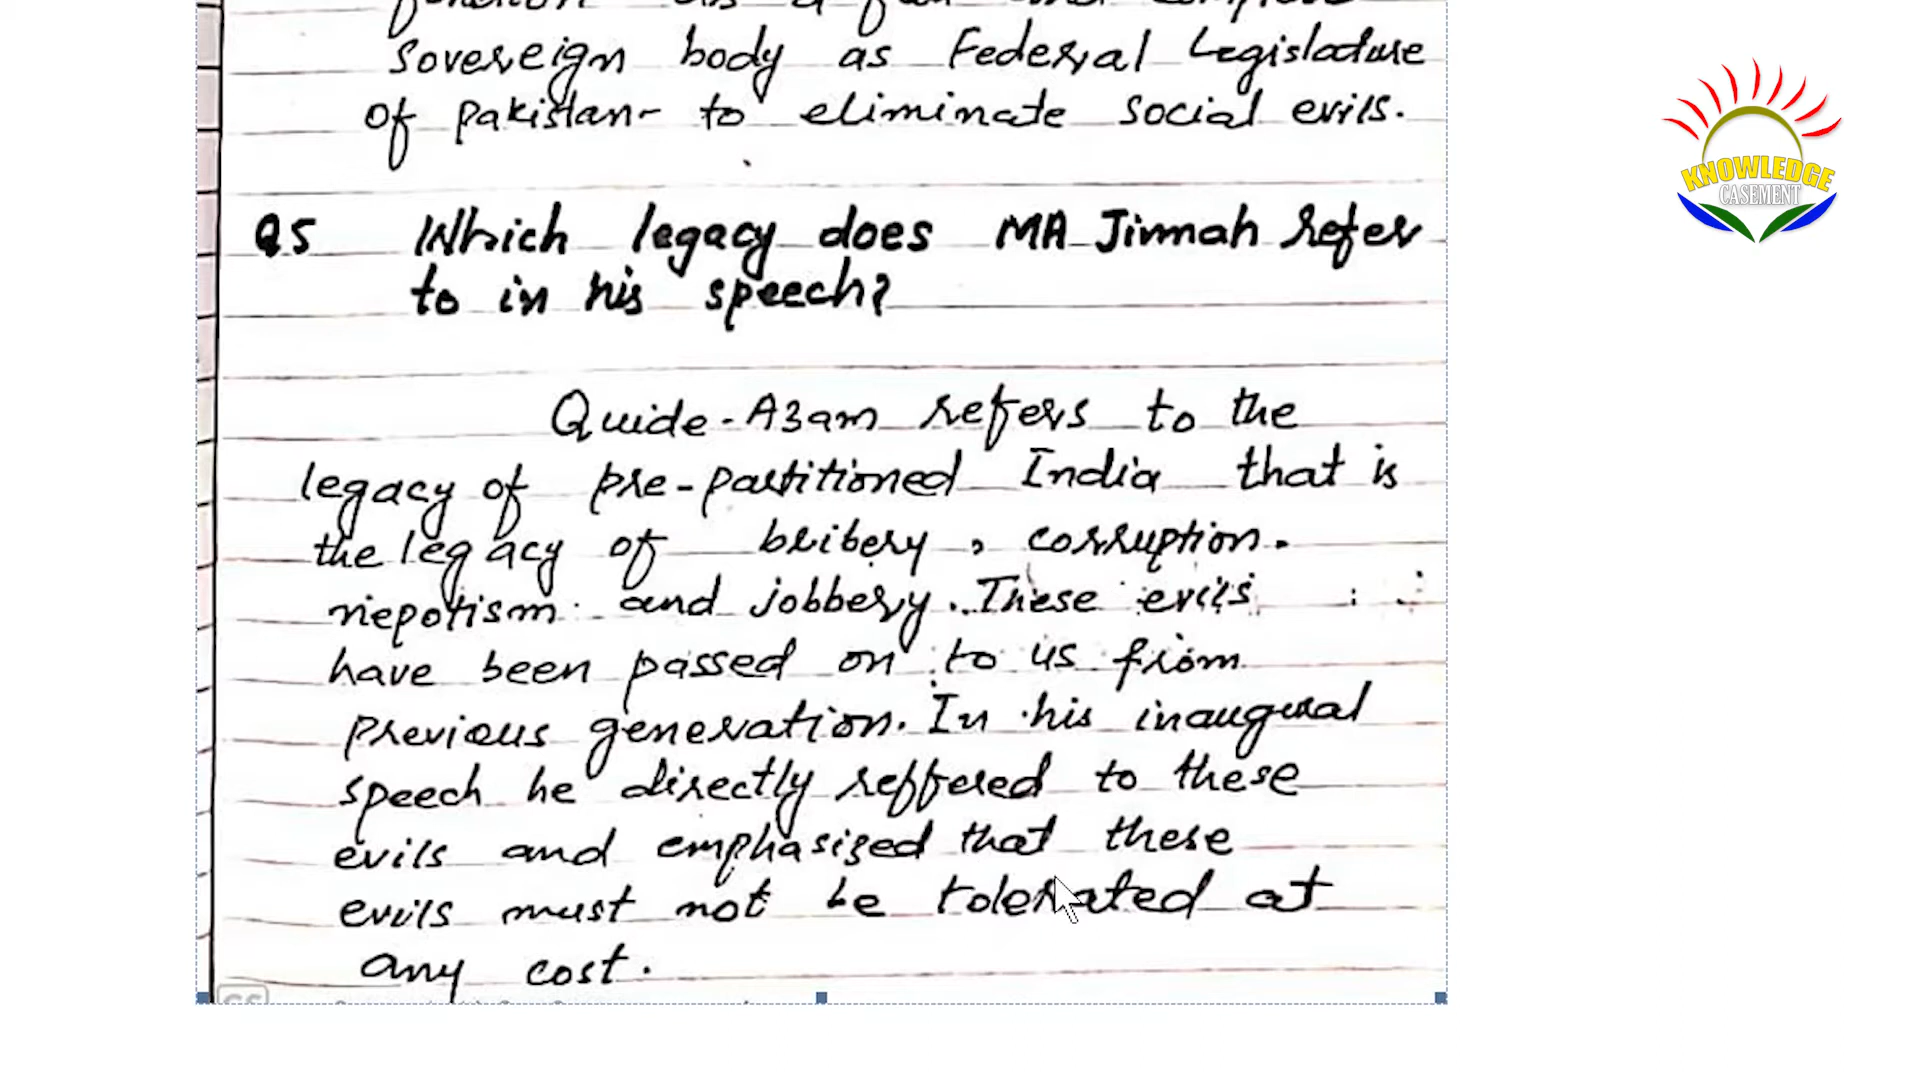 sovereign body as Federal Legislature
of pakistan- to eliminate social evils.
Q5 Which legacy does MA Jinnah refer
to in his speech?
Quide-Azam refers to the
legacy of pre-partitioned India that is
the legacy of bribery, corruption.
nepotism and jobbery. These evils
have been passed on to us from
previous generation. In his inaugural
speech he directly reffered to these
evils and emphasized that these
evils must not be tolerated at
any cost.
KNOWLEDGE
CASEMENT